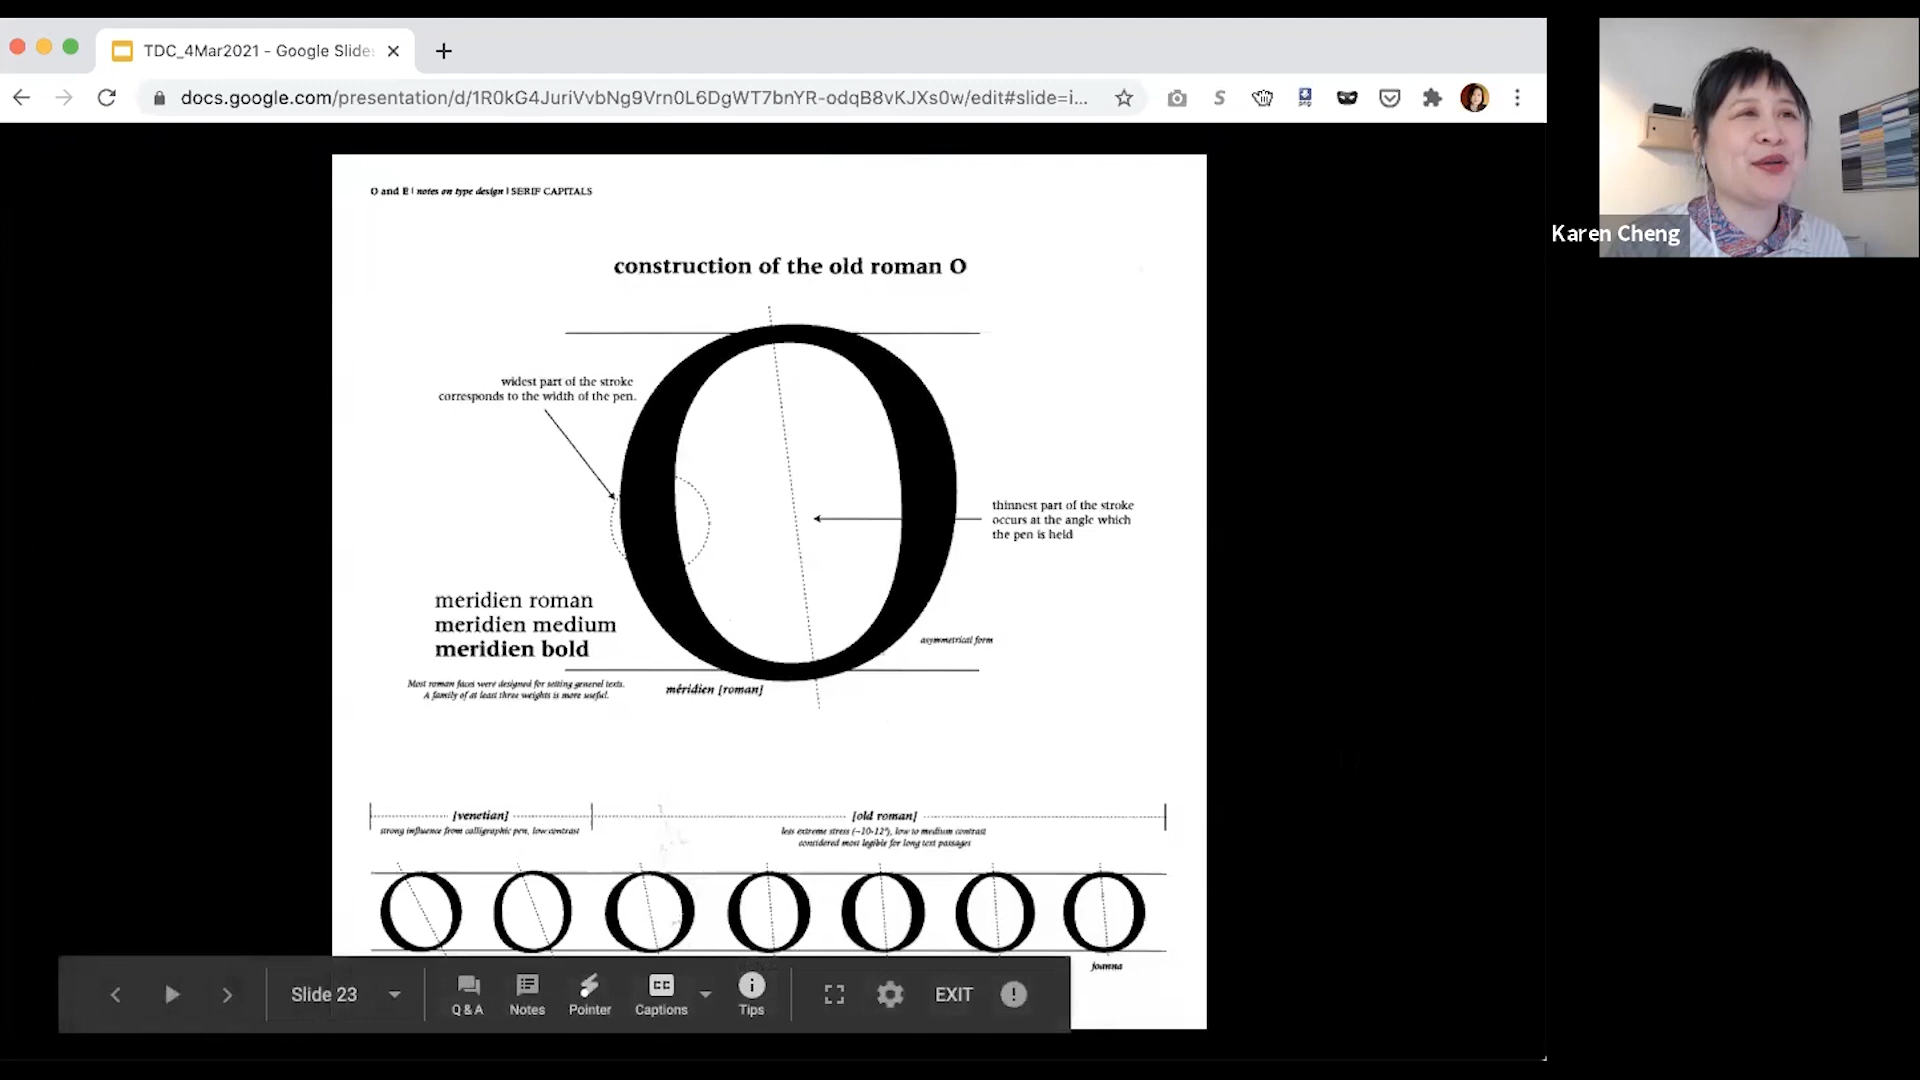 TDC_4Mar2021 - Google Slide
docs.google.com/presentation/d/1R0kG4JuriVvbNg9Vrn0L6DgWT7bnYR-odqB8vKJXs0w/edit#slide=i...
Karen Cheng
O and E | notes on type design | SERIF CAPITALS
construction of the old roman O
widest part of the stroke
corresponds to the width of the pen.
thinnest part of the stroke
occurs at the angle which
the pen is held
meridien roman
meridien medium
meridien bold
asymmetrical form
Most roman faces were designed for setting general texts.
A family of at least three weights is more useful.
méridien [roman]
[venetian]
strong influence from calligraphic pen, low contrast
[old roman]
less extreme stress (~10-12°), low to medium contrast
considered most legible for long text passages
O O O O O O O
joanna
Slide 23
Q & A
Notes
Pointer
CC
Captions
Tips
EXIT